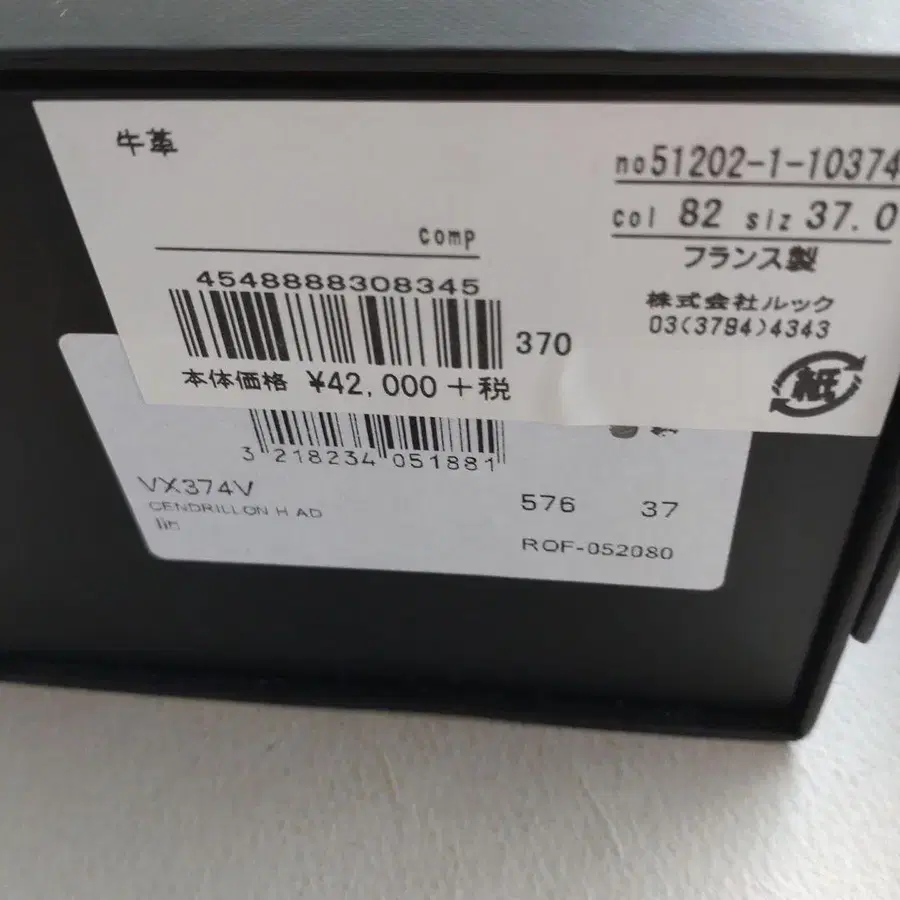 牛革
no51202-1-10374
col 82 siz 37.0
comp
フランス製
4548888308345
株式会社ルック
03(3794)4343
370
紙
本体価格 ¥42,000+税
3 218234 051881
VX374V
576 37
CENDRILLON H AD
ROF-052080